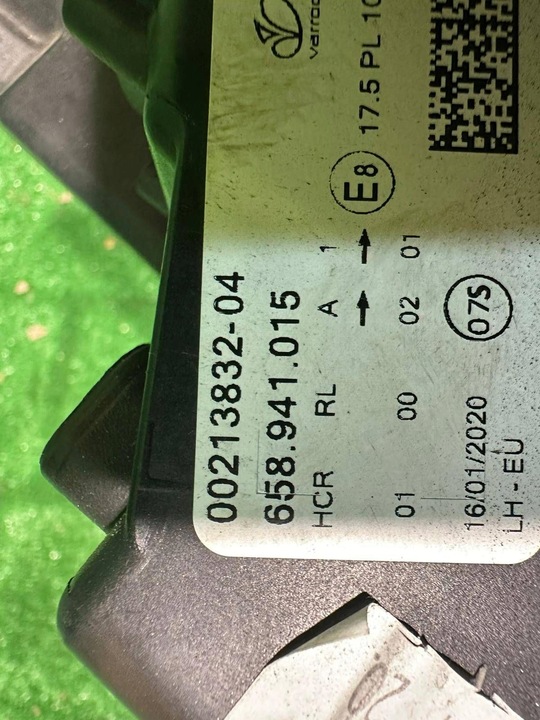 varroc
E8 17.5 PL 10
00213832-04
658.941.015
HCR RL A 1
01 00 02 01
16/01/2020 07S
LH - EU